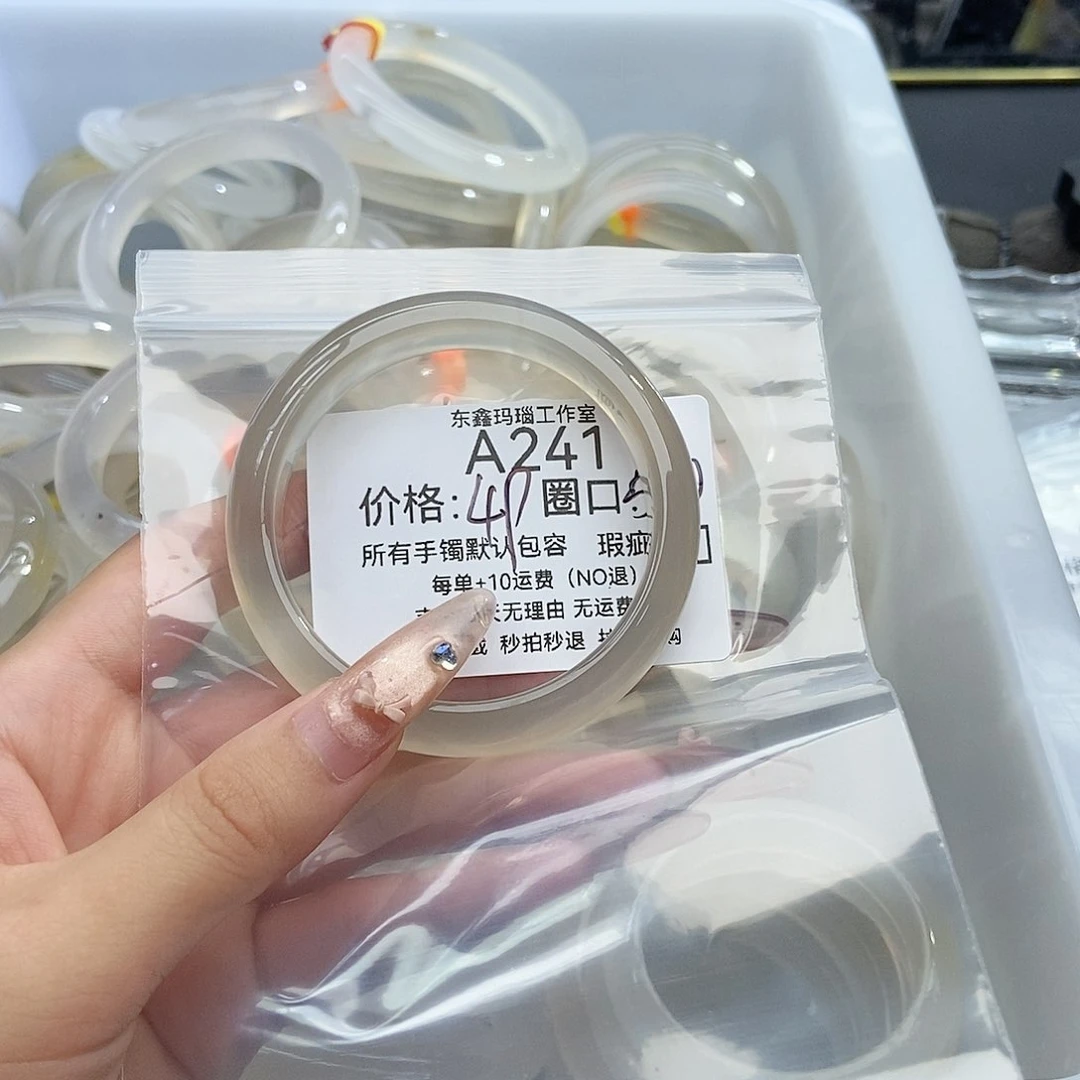 东鑫玛瑙工作室
A241
价格: 圈口
所有手镯默认包容 瑕疵
每单+10运费（NO退）
天无理由 无运费
秒拍秒退 购